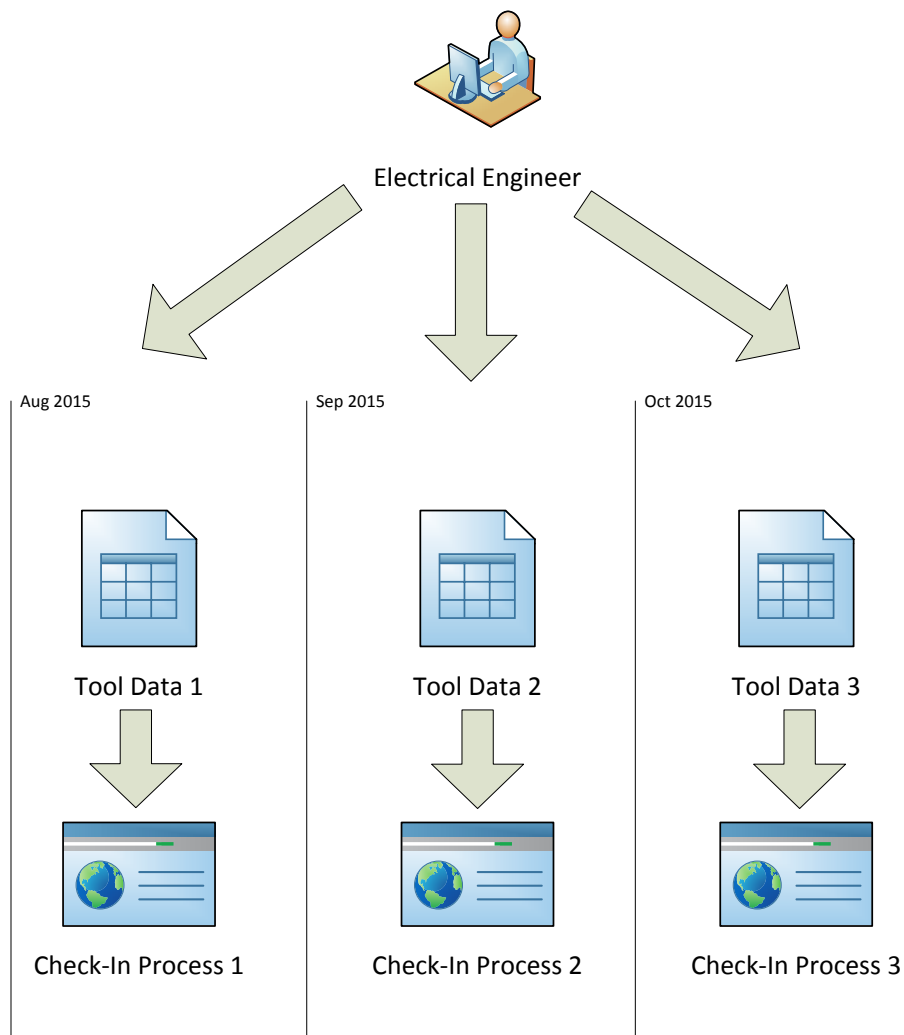 Electrical Engineer
Aug 2015
Sep 2015
Oct 2015
Tool Data 1
Tool Data 2
Tool Data 3
Check-In Process 1
Check-In Process 2
Check-In Process 3